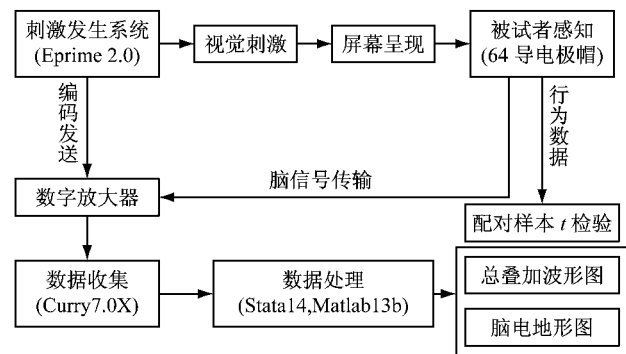 刺激发生系统
(Eprime 2.0)
视觉刺激
屏幕呈现
被试者感知
(64 导电极帽)
编码发送
行为数据
脑信号传输
数字放大器
配对样本 t 检验
数据收集
(Curry7.0X)
数据处理
(Stata14,Matlab13b)
总叠加波形图
脑电地形图